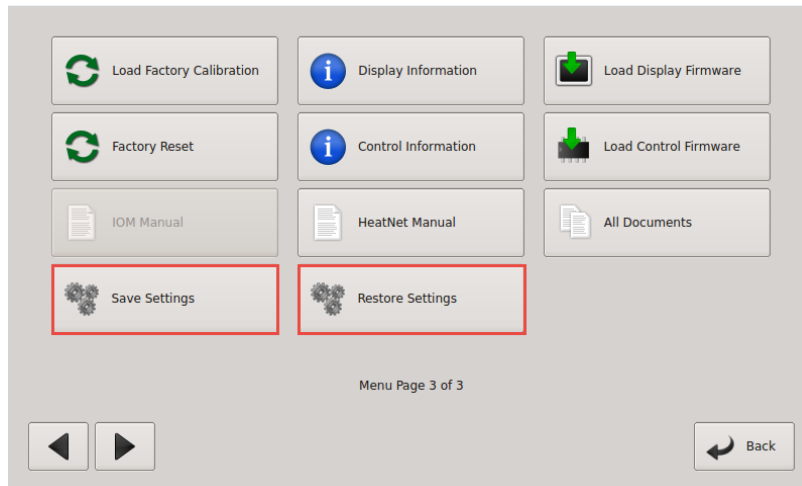 Load Factory Calibration
Display Information
Load Display Firmware
Factory Reset
Control Information
Load Control Firmware
IOM Manual
HeatNet Manual
All Documents
Save Settings
Restore Settings
Menu Page 3 of 3
Back